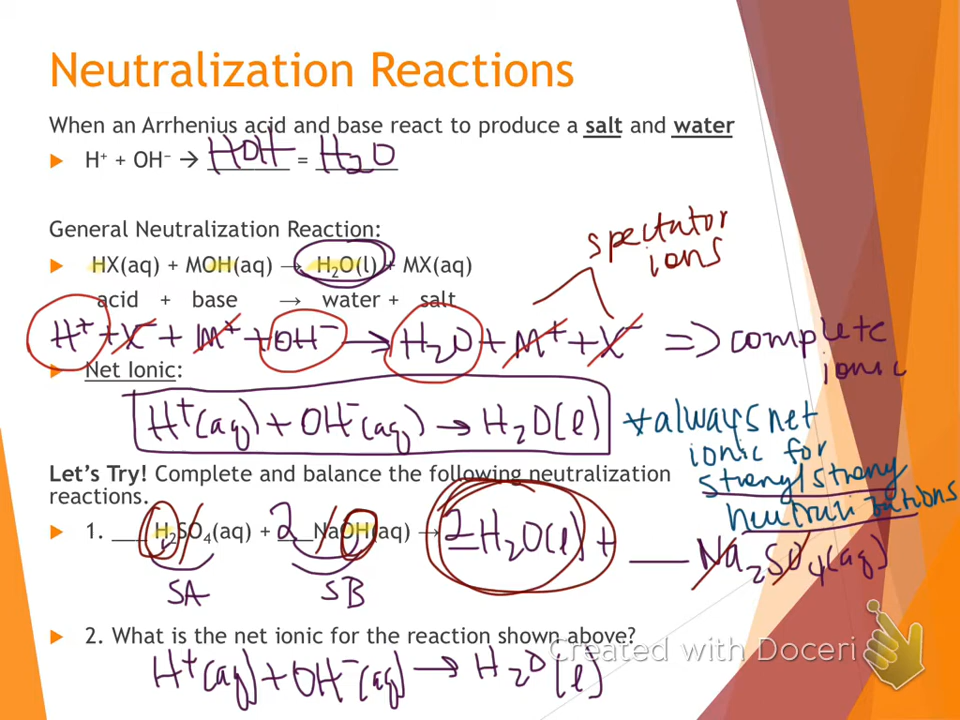 Neutralization Reactions
When an Arrhenius acid and base react to produce a salt and water
H⁺ + OH⁻ → HOH = H₂O
General Neutralization Reaction:
spectator
ions
HX(aq) + MOH(aq) → H₂O(l) + MX(aq)
acid + base → water + salt
H⁺ + X⁻ + M⁺ + OH⁻ → H₂O + M⁺ + X⁻ ⇒ complete
ionic
Net Ionic:
H⁺(aq) + OH⁻(aq) → H₂O(l)
*always net
ionic for
strong/strong
neutralizations
Let's Try! Complete and balance the following neutralization
reactions.
1. ___ H₂SO₄(aq) + 2 NaOH(aq) → 2 H₂O(l) + ___ Na₂SO₄(aq)
SA SB
2. What is the net ionic for the reaction shown above?
Created with Doceri
H⁺(aq) + OH⁻(aq) → H₂O(l)